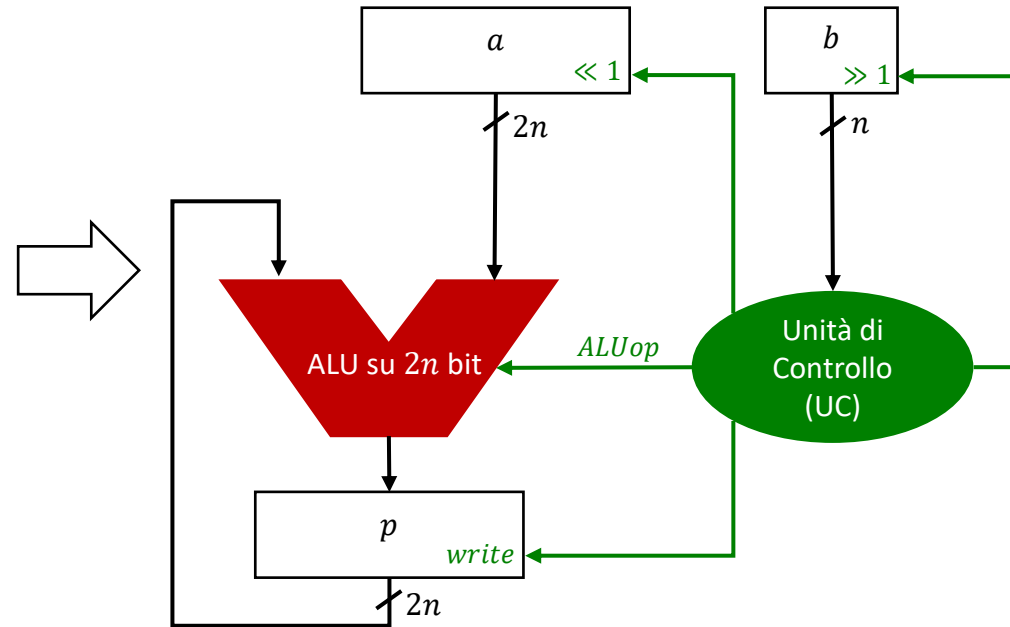 a
≪ 1
2n
b
≫ 1
n
ALU su 2n bit
ALUop
Unità di
Controllo
(UC)
p
write
2n